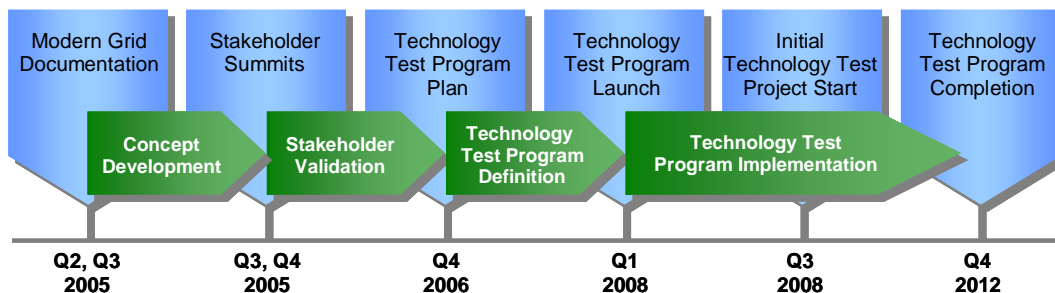 Modern Grid
Documentation
Stakeholder
Summits
Technology
Test Program
Plan
Technology
Test Program
Launch
Initial
Technology Test
Project Start
Technology
Test Program
Completion
Concept
Development
Stakeholder
Validation
Technology
Test Program
Definition
Technology Test
Program Implementation
Q2, Q3
2005
Q3, Q4
2005
Q4
2006
Q1
2008
Q3
2008
Q4
2012